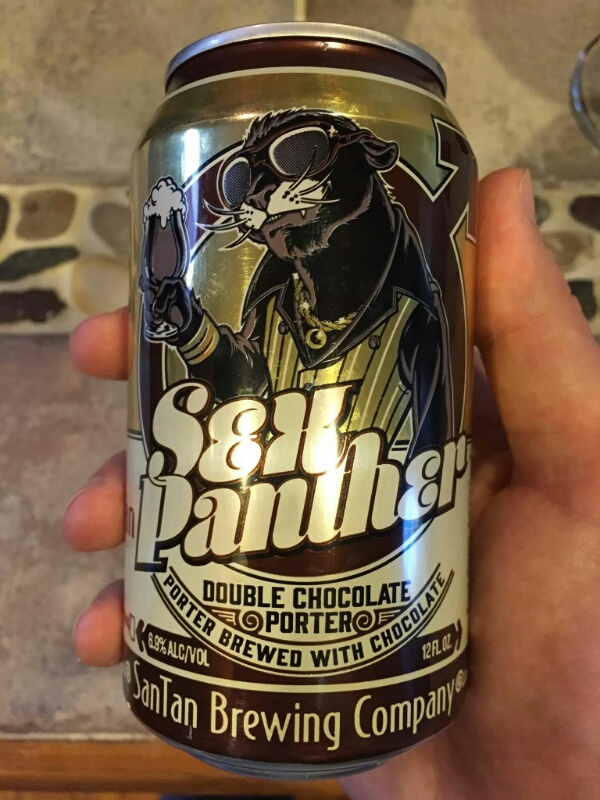 Sex
Panther
DOUBLE CHOCOLATE
PORTER
PORTER BREWED WITH CHOCOLATE
6.9% ALC/VOL
12 FL. OZ.
SanTan Brewing Company®